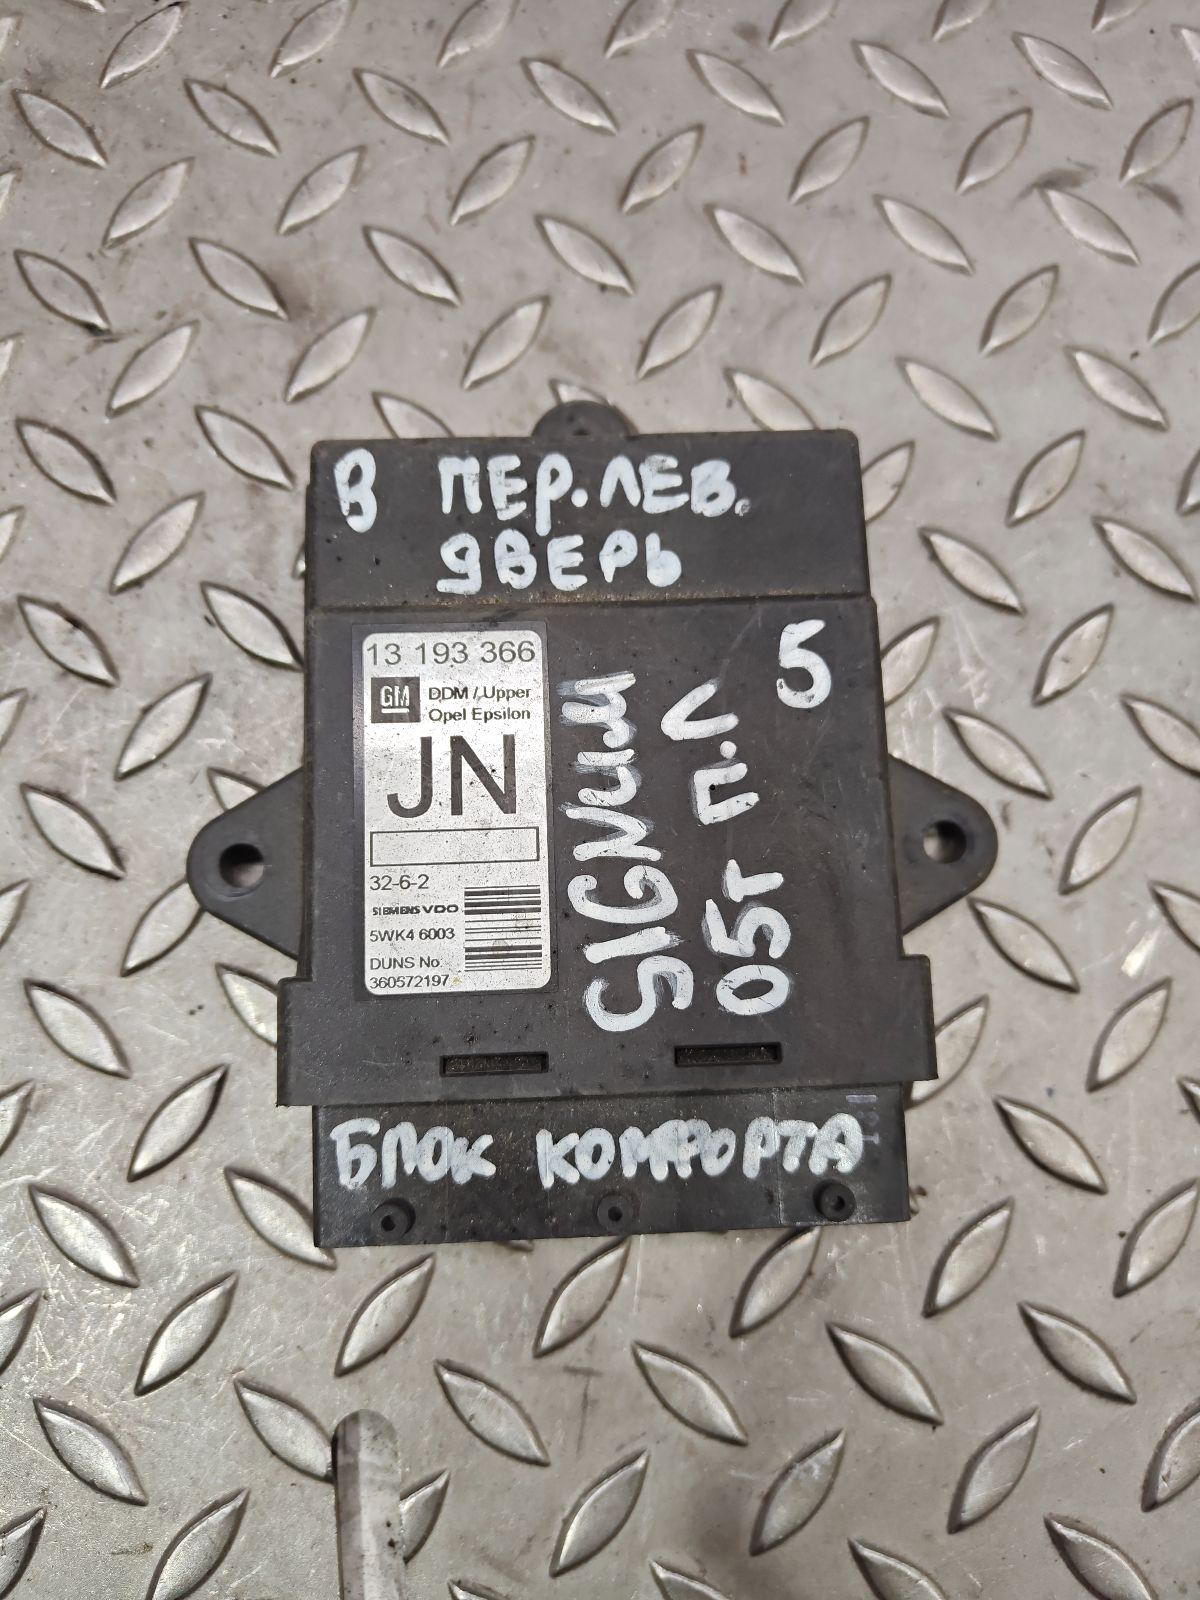 В ПЕР. ЛЕВ.
ДВЕРЬ
13 193 366
GM
DDM / Upper
Opel Epsilon
JN
32-6-2
SIEMENS VDO
5WK4 6003
DUNS No.
360572197
5
П.Л
SIGNUM
05г
БЛОК КОМФОРТА